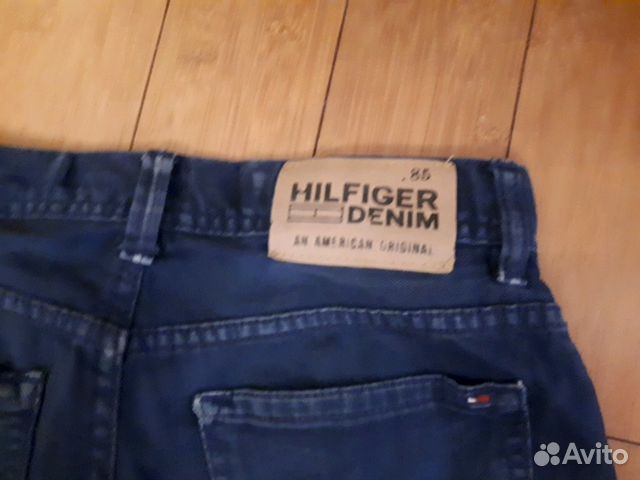 .85
HILFIGER
DENIM
AN AMERICAN ORIGINAL
Avito